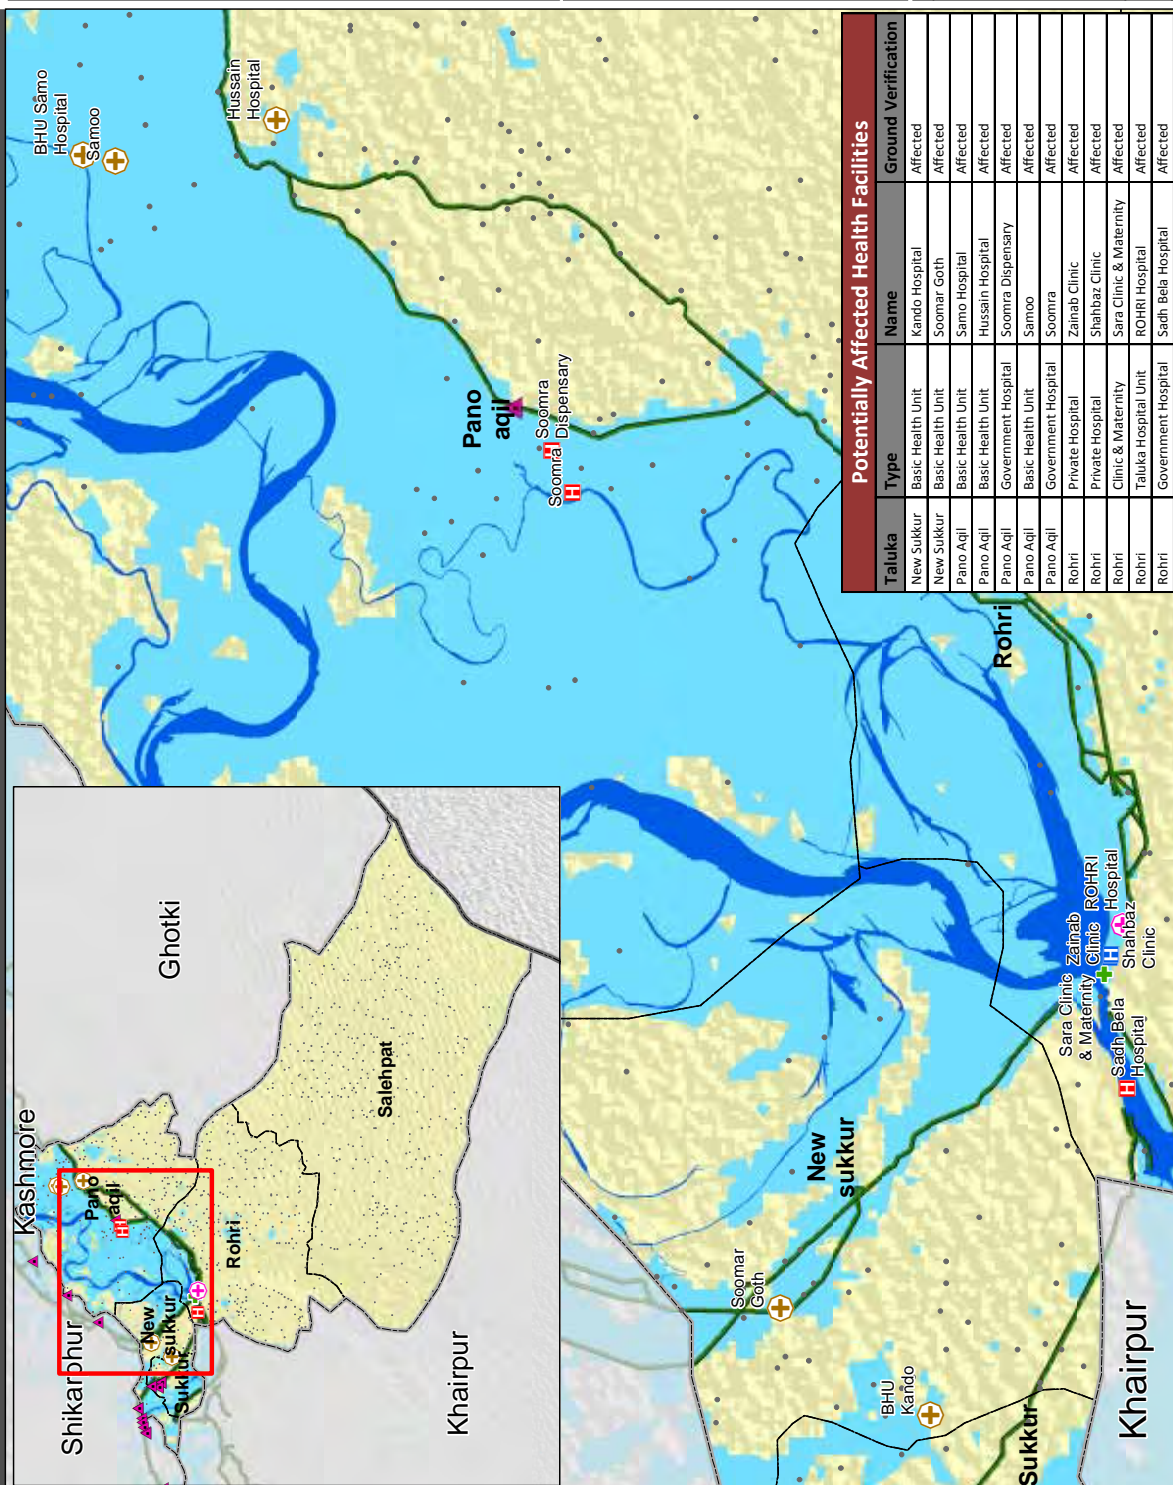 BHU Samo
Hospital
Samoo
Hussain
Hospital
Pano
aqil
Soomra
Dispensary
Soomra
Rohri
Sara Clinic
& Maternity
Zainab
Clinic
ROHRI
Hospital
Shahbaz
Clinic
Sadh Bela
Hospital
New
sukkur
Soomar
Goth
BHU
Kando
Sukkur
Khairpur
Kashmore
Ghotki
Shikarphur
Pano
aqil
New
sukkur
Sukkur
Rohri
Salehpat
Khairpur
Potentially Affected Health Facilities
Taluka Type Name Ground Verification
New Sukkur Basic Health Unit Kando Hospital Affected
New Sukkur Basic Health Unit Soomar Goth Affected
Pano Aqil Basic Health Unit Samo Hospital Affected
Pano Aqil Basic Health Unit Hussain Hospital Affected
Pano Aqil Government Hospital Soomra Dispensary Affected
Pano Aqil Basic Health Unit Samoo Affected
Pano Aqil Government Hospital Soomra Affected
Rohri Private Hospital Zainab Clinic Affected
Rohri Private Hospital Shahbaz Clinic Affected
Rohri Clinic & Maternity Sara Clinic & Maternity Affected
Rohri Taluka Hospital Unit ROHRI Hospital Affected
Rohri Government Hospital Sadh Bela Hospital Affected